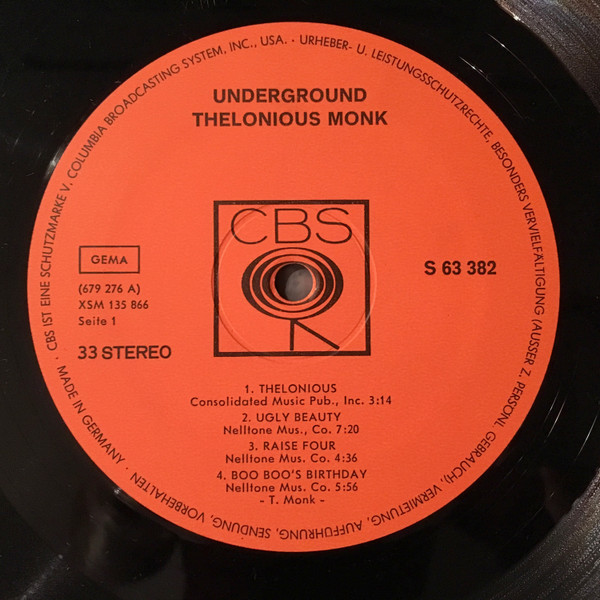 · CBS IST EINE SCHUTZMARKE V. COLUMBIA BROADCASTING SYSTEM, INC., USA. · URHEBER- U. LEISTUNGSSCHUTZRECHTE, BESONDERS VERVIELFÄLTIGUNG (AUSSER Z. PERSÖNL. GEBRAUCH), VERMIETUNG, AUFFÜHRUNG, SENDUNG, VORBEHALTEN · MADE IN GERMANY
UNDERGROUND
THELONIOUS MONK
CBS
GEMA
S 63 382
(679 276 A)
XSM 135 866
Seite 1
33 STEREO
1. THELONIOUS
Consolidated Music Pub., Inc. 3:14
2. UGLY BEAUTY
Nelltone Mus., Co. 7:20
3. RAISE FOUR
Nelltone Mus. Co. 4:36
4. BOO BOO'S BIRTHDAY
Nelltone Mus. Co. 5:56
- T. Monk -